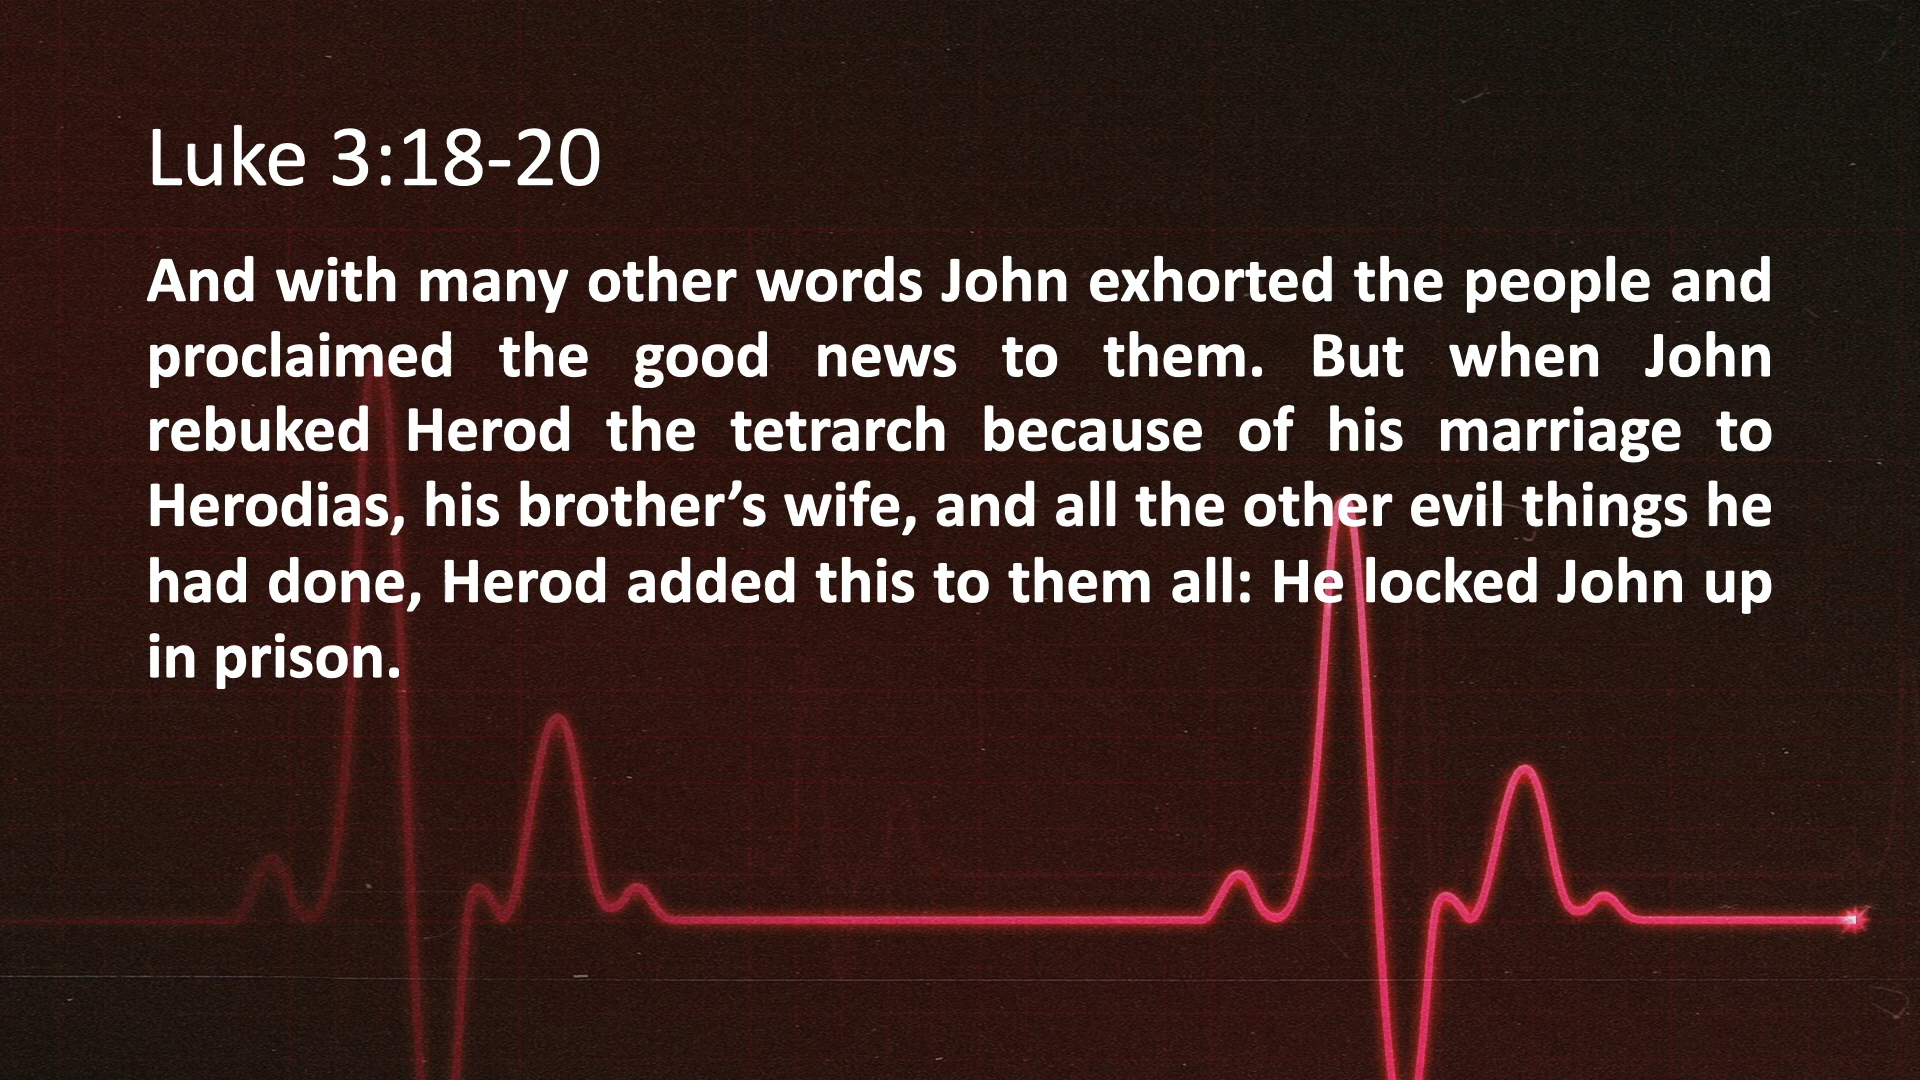 Luke 3:18-20
And with many other words John exhorted the people and
proclaimed the good news to them. But when John
rebuked Herod the tetrarch because of his marriage to
Herodias, his brother’s wife, and all the other evil things he
had done, Herod added this to them all: He locked John up
in prison.